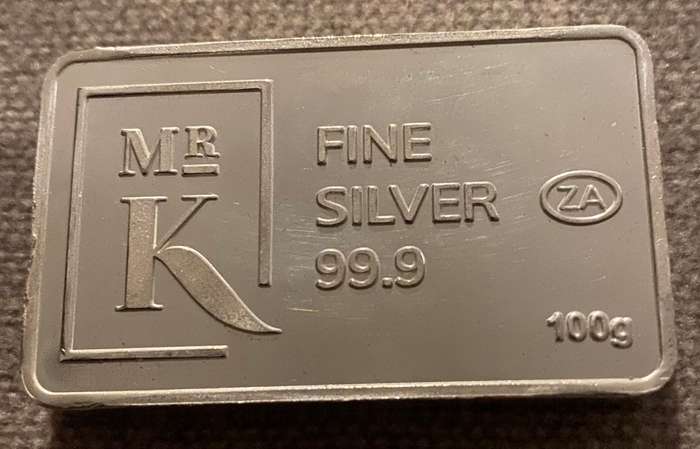 MR
K
FINE
SILVER
99.9
ZA
100g